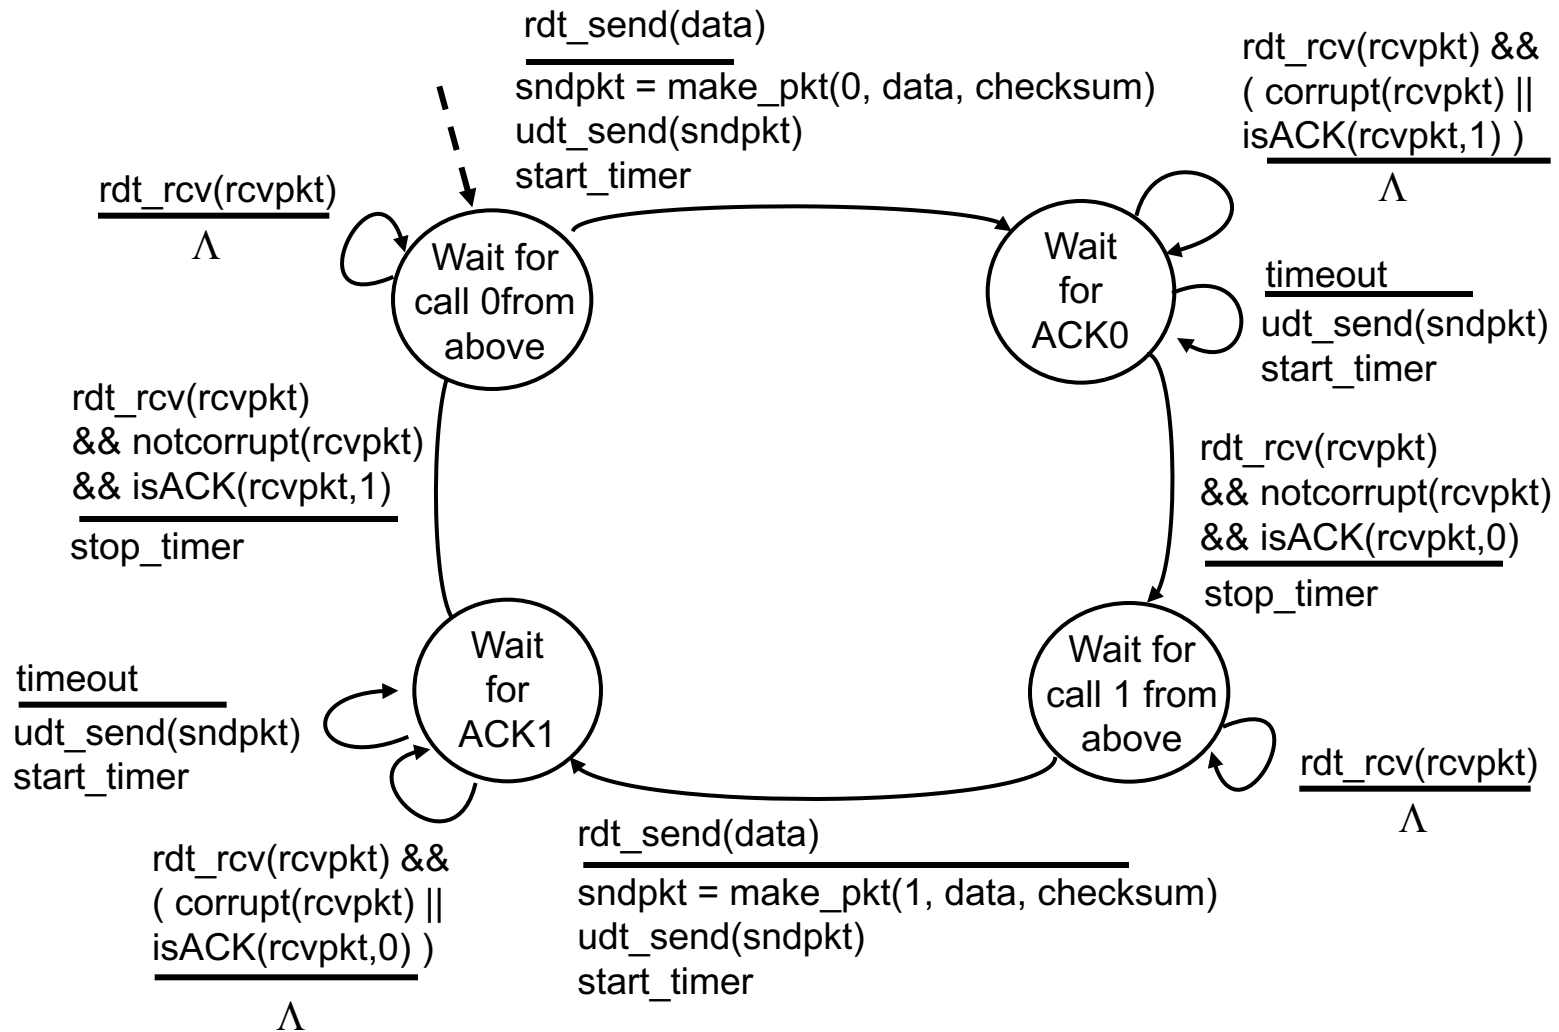 rdt_send(data)
sndpkt = make_pkt(0, data, checksum)
udt_send(sndpkt)
start_timer
rdt_rcv(rcvpkt) &&
( corrupt(rcvpkt) ||
isACK(rcvpkt,1) )
Λ
rdt_rcv(rcvpkt)
Λ
Wait for
call 0from
above
Wait
for
ACK0
timeout
udt_send(sndpkt)
start_timer
rdt_rcv(rcvpkt)
&& notcorrupt(rcvpkt)
&& isACK(rcvpkt,1)
stop_timer
rdt_rcv(rcvpkt)
&& notcorrupt(rcvpkt)
&& isACK(rcvpkt,0)
stop_timer
Wait
for
ACK1
Wait for
call 1 from
above
timeout
udt_send(sndpkt)
start_timer
rdt_rcv(rcvpkt)
Λ
rdt_rcv(rcvpkt) &&
( corrupt(rcvpkt) ||
isACK(rcvpkt,0) )
Λ
rdt_send(data)
sndpkt = make_pkt(1, data, checksum)
udt_send(sndpkt)
start_timer